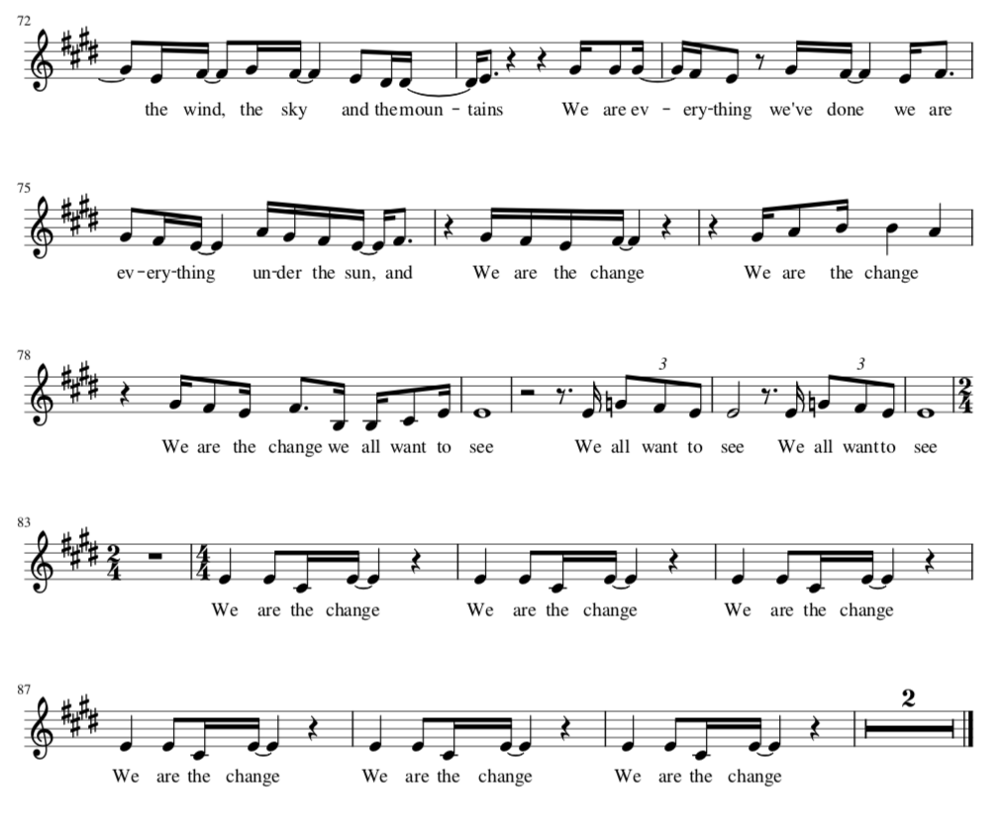 72
the wind, the sky and the moun - tains We are ev - ery-thing we've done we are
75
ev-ery-thing un-der the sun, and We are the change We are the change
78
3 3
We are the change we all want to see We all want to see We all want to see
2
4
83
2 4
4 4
We are the change We are the change We are the change
87
2
We are the change We are the change We are the change